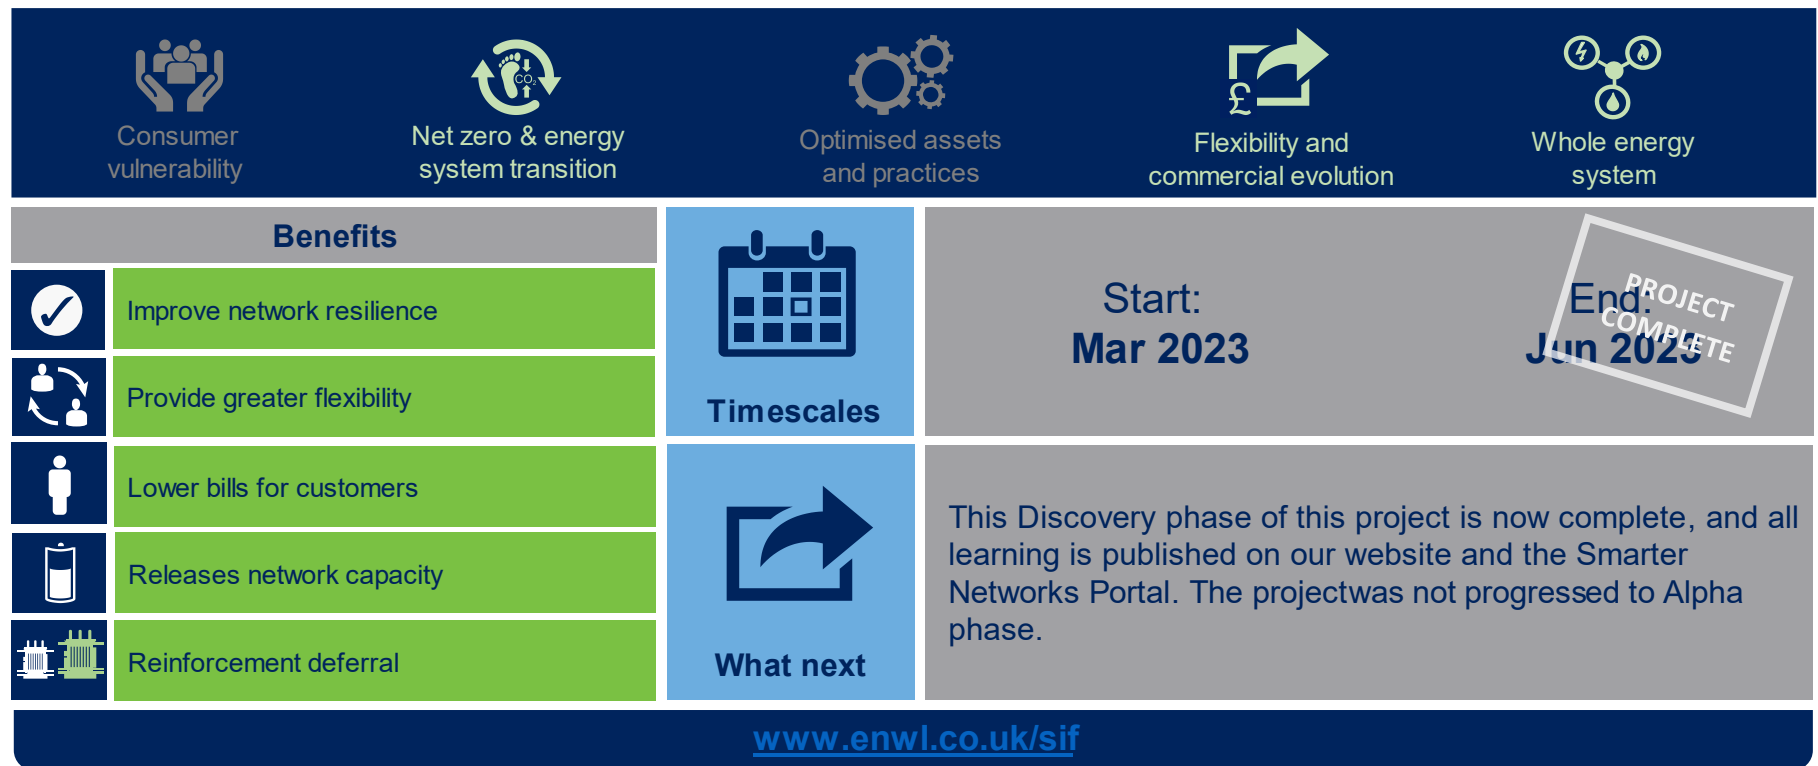 CO₂
£
Consumer
vulnerability
Net zero & energy
system transition
Optimised assets
and practices
Flexibility and
commercial evolution
Whole energy
system
Benefits
Improve network resilience
Provide greater flexibility
Lower bills for customers
Releases network capacity
Reinforcement deferral
Timescales
Start:
Mar 2023
End:
Jun 2023
PROJECT
COMPLETE
What next
This Discovery phase of this project is now complete, and all
learning is published on our website and the Smarter
Networks Portal. The projectwas not progressed to Alpha
phase.
www.enwl.co.uk/sif